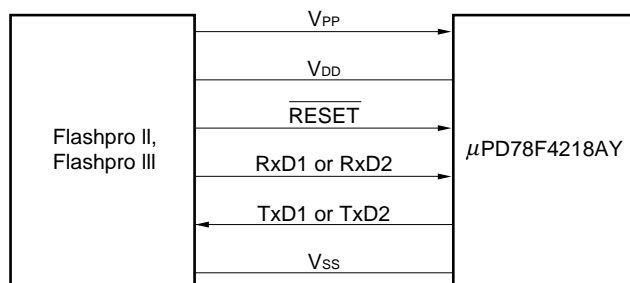 VPP
VDD
RESET
Flashpro II,
Flashpro III
µPD78F4218AY
RxD1 or RxD2
TxD1 or TxD2
VSS